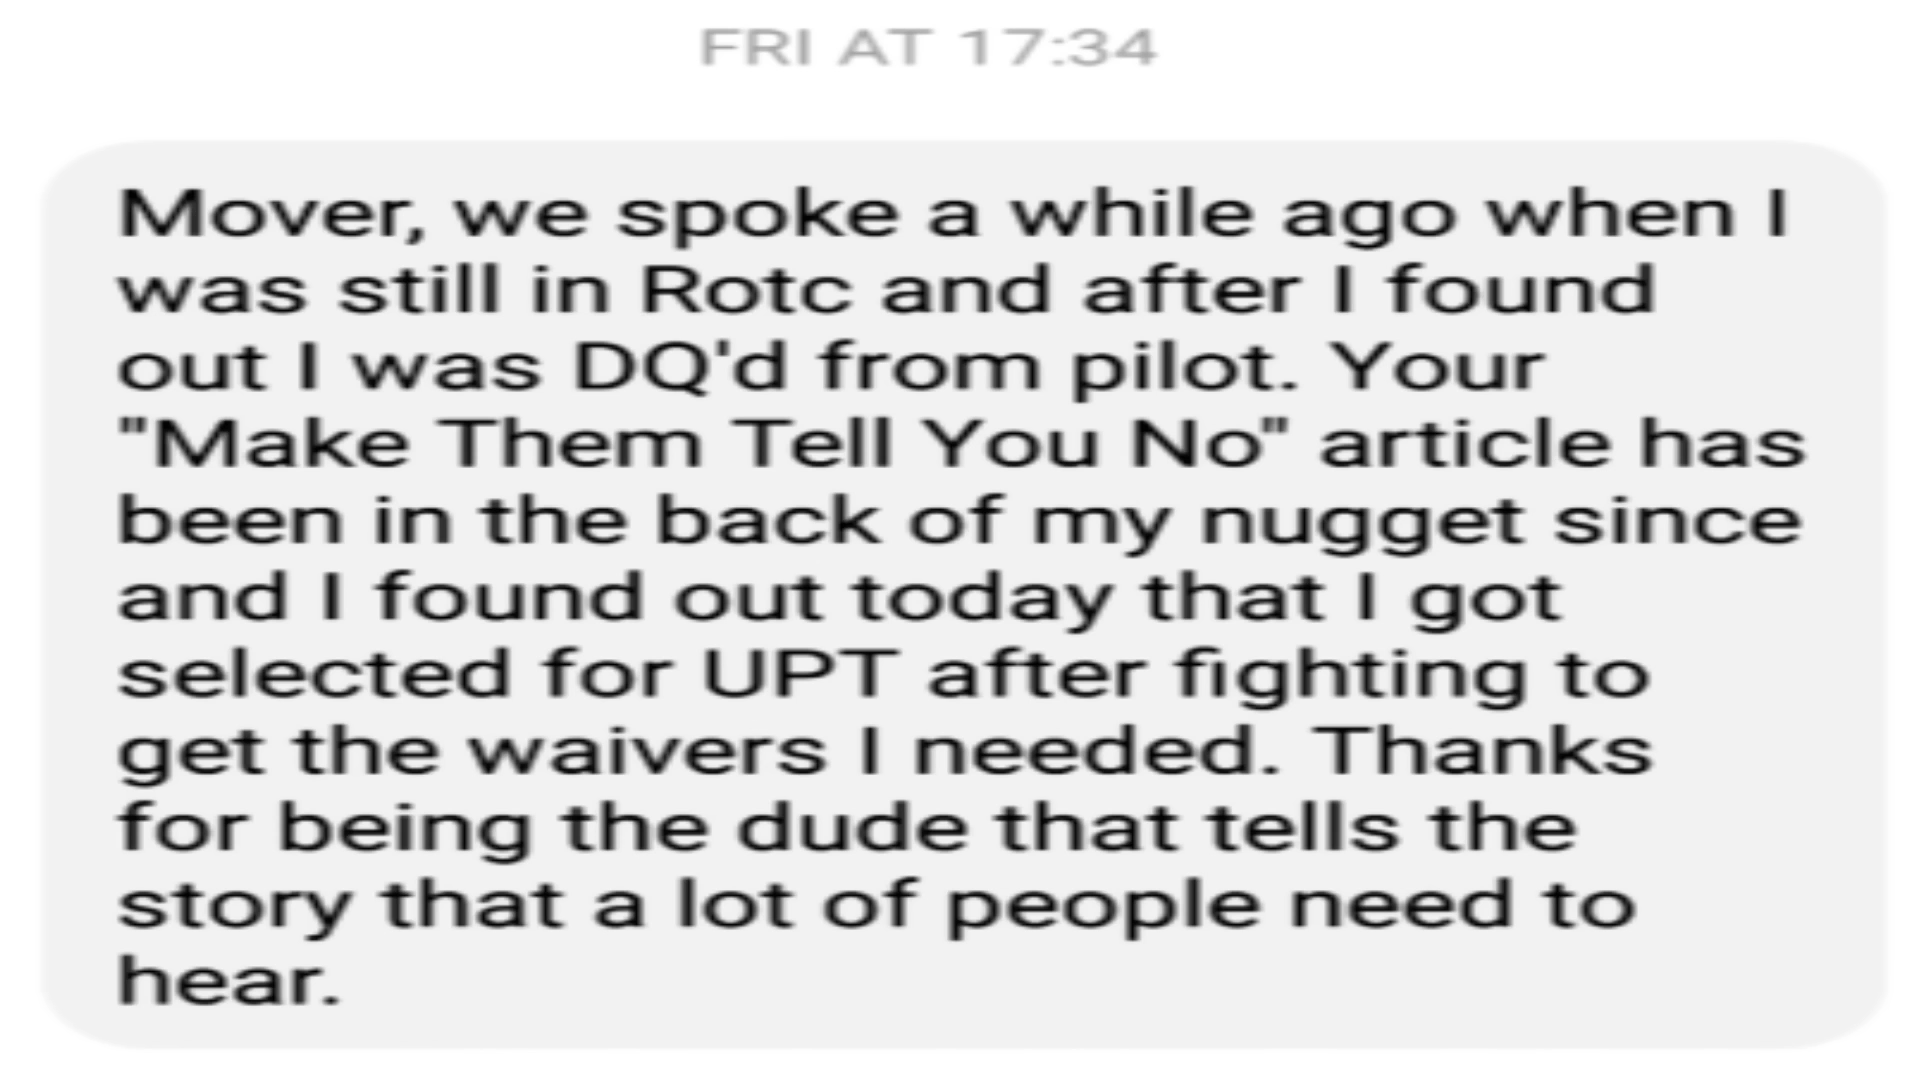 FRI AT 17:34
Mover, we spoke a while ago when I
was still in Rotc and after I found
out I was DQ'd from pilot. Your
"Make Them Tell You No" article has
been in the back of my nugget since
and I found out today that I got
selected for UPT after fighting to
get the waivers I needed. Thanks
for being the dude that tells the
story that a lot of people need to
hear.